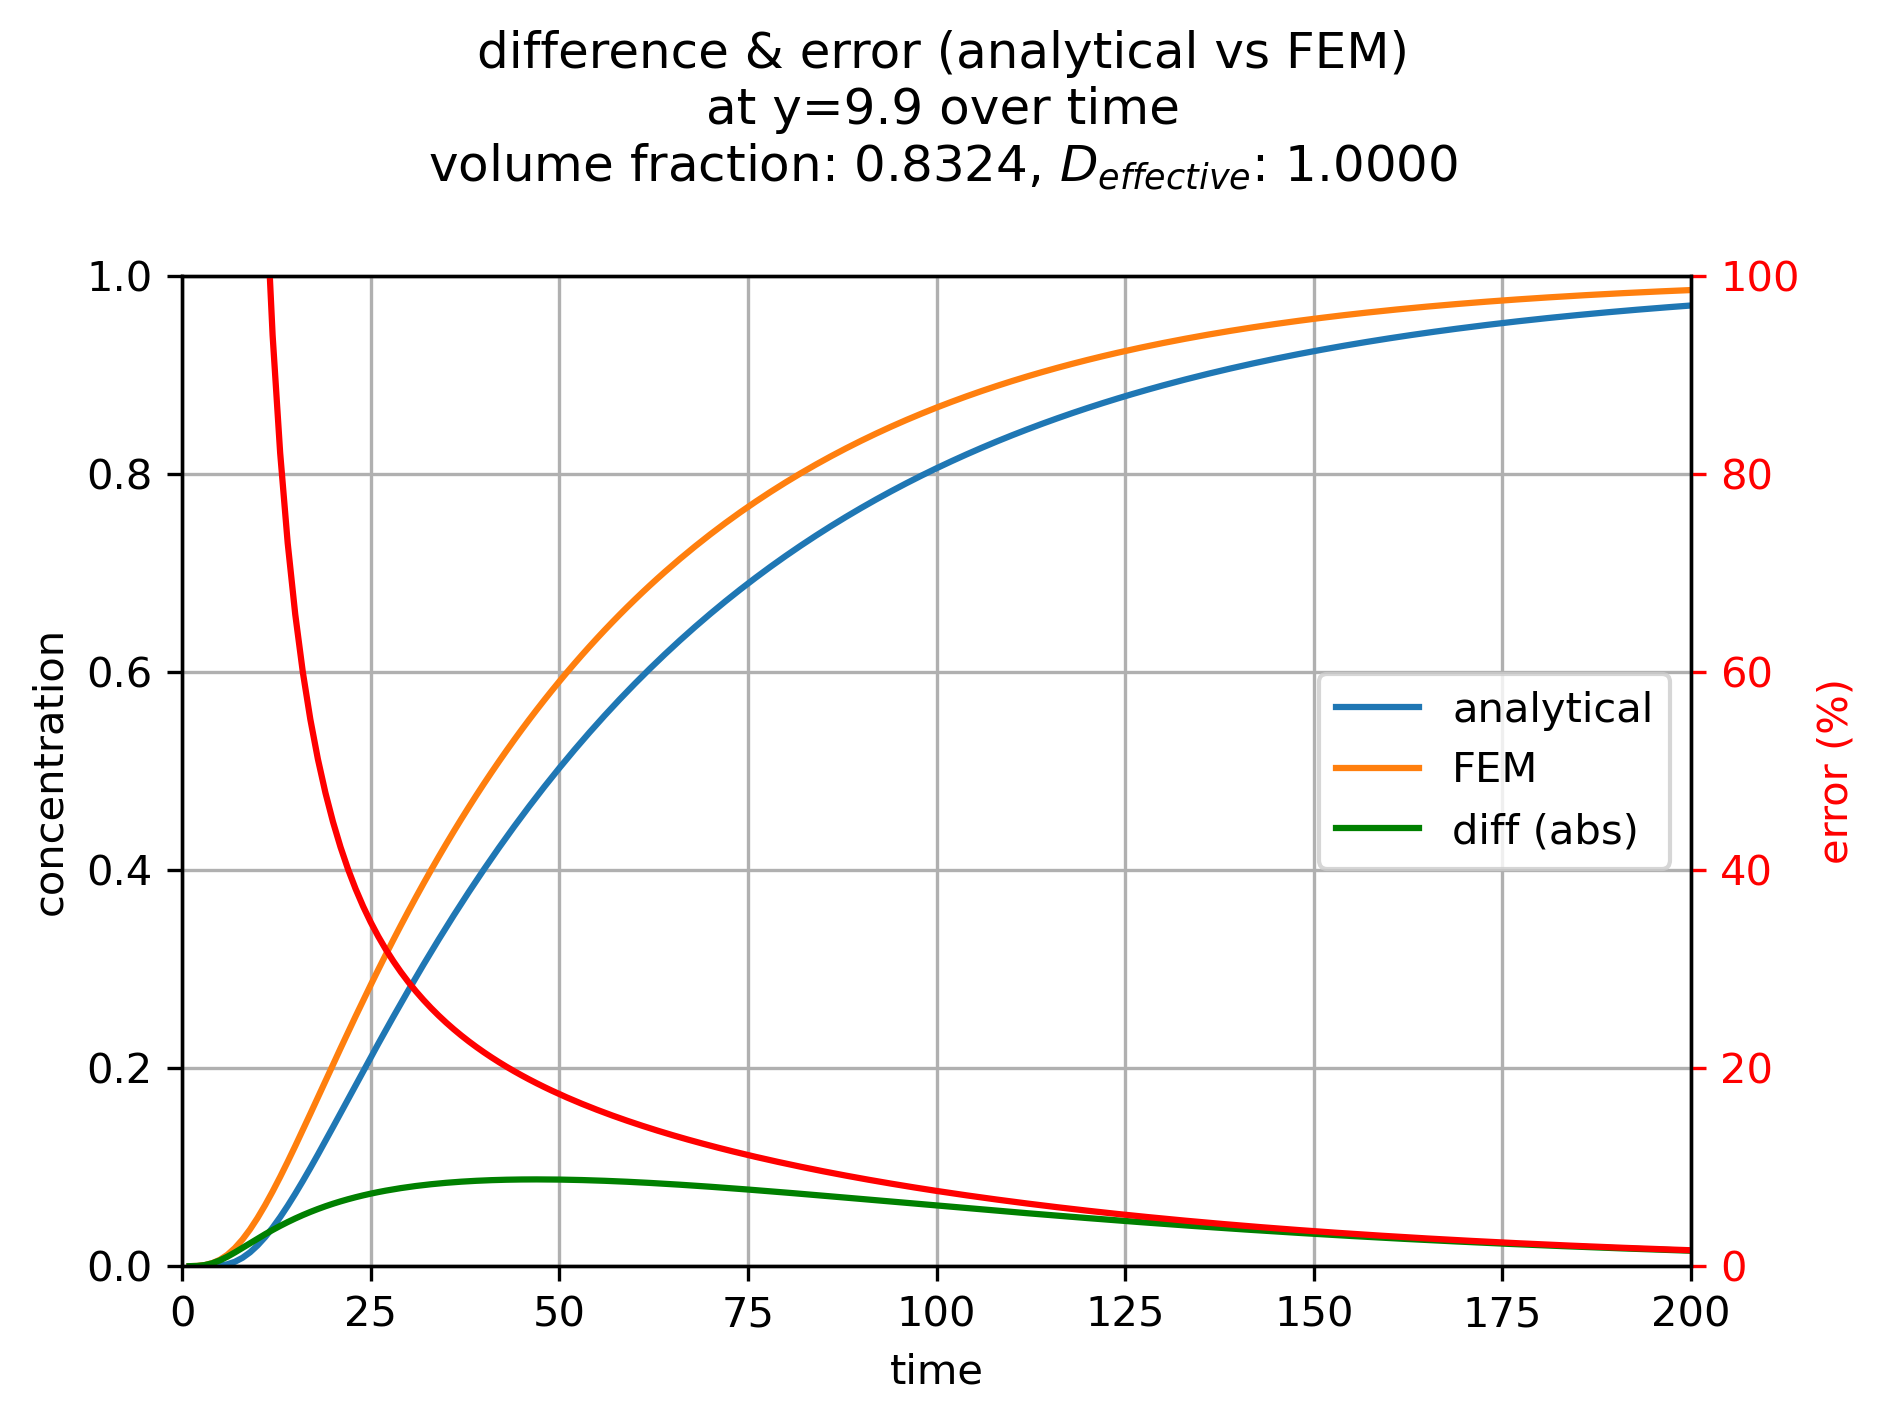 difference & error (analytical vs FEM)
at y=9.9 over time
volume fraction: 0.8324, D_effective: 1.0000
1.0
0.8
0.6
0.4
0.2
0.0
concentration
100
80
60
40
20
0
error (%)
analytical
FEM
diff (abs)
0 25 50 75 100 125 150 175 200
time